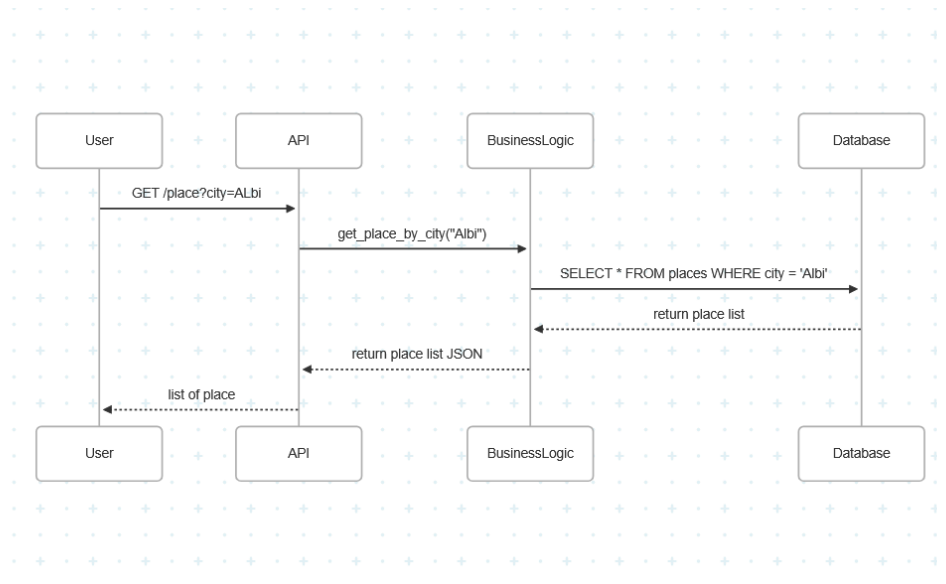 User
API
BusinessLogic
Database
GET /place?city=ALbi
get_place_by_city("Albi")
SELECT * FROM places WHERE city = 'Albi'
return place list
return place list JSON
list of place
User
API
BusinessLogic
Database